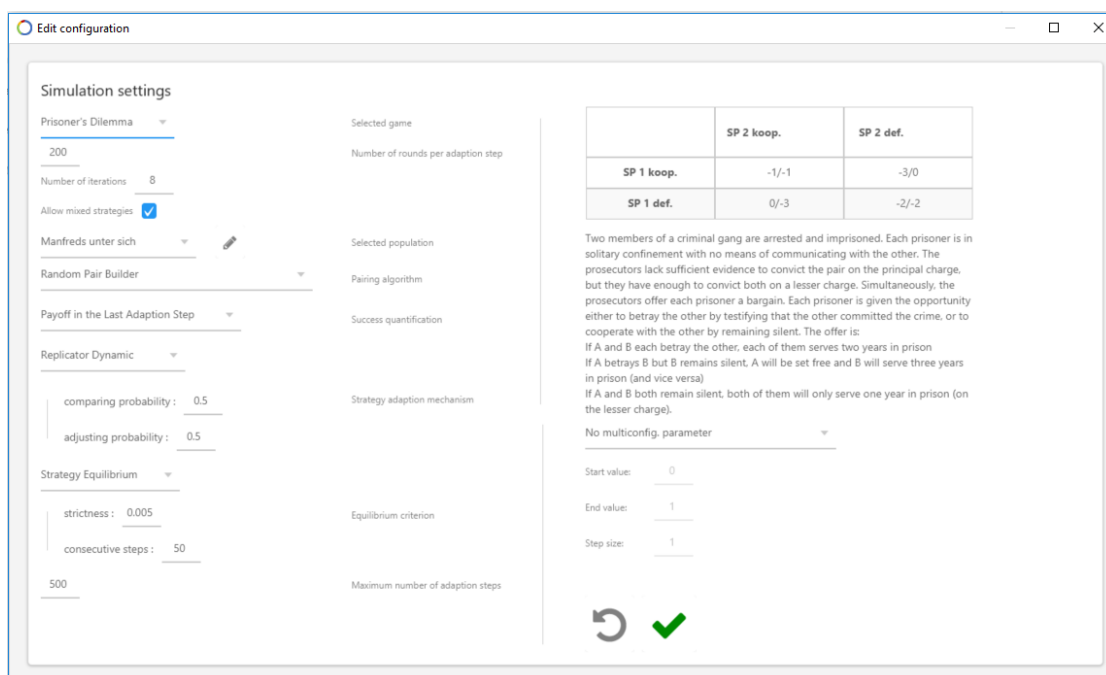 Edit configuration
Simulation settings
Prisoner's Dilemma
Selected game
200
Number of rounds per adaption step
Number of iterations 8
Allow mixed strategies
Manfreds unter sich
Selected population
Random Pair Builder
Pairing algorithm
Payoff in the Last Adaption Step
Success quantification
Replicator Dynamic
comparing probability : 0.5
Strategy adaption mechanism
adjusting probability : 0.5
Strategy Equilibrium
strictness : 0.005
Equilibrium criterion
consecutive steps : 50
500
Maximum number of adaption steps
SP 2 koop. SP 2 def.
SP 1 koop. -1/-1 -3/0
SP 1 def. 0/-3 -2/-2
Two members of a criminal gang are arrested and imprisoned. Each prisoner is in
solitary confinement with no means of communicating with the other. The
prosecutors lack sufficient evidence to convict the pair on the principal charge,
but they have enough to convict both on a lesser charge. Simultaneously, the
prosecutors offer each prisoner a bargain. Each prisoner is given the opportunity
either to betray the other by testifying that the other committed the crime, or to
cooperate with the other by remaining silent. The offer is:
If A and B each betray the other, each of them serves two years in prison
If A betrays B but B remains silent, A will be set free and B will serve three years
in prison (and vice versa)
If A and B both remain silent, both of them will only serve one year in prison (on
the lesser charge).
No multiconfig. parameter
Start value: 0
End value: 1
Step size: 1